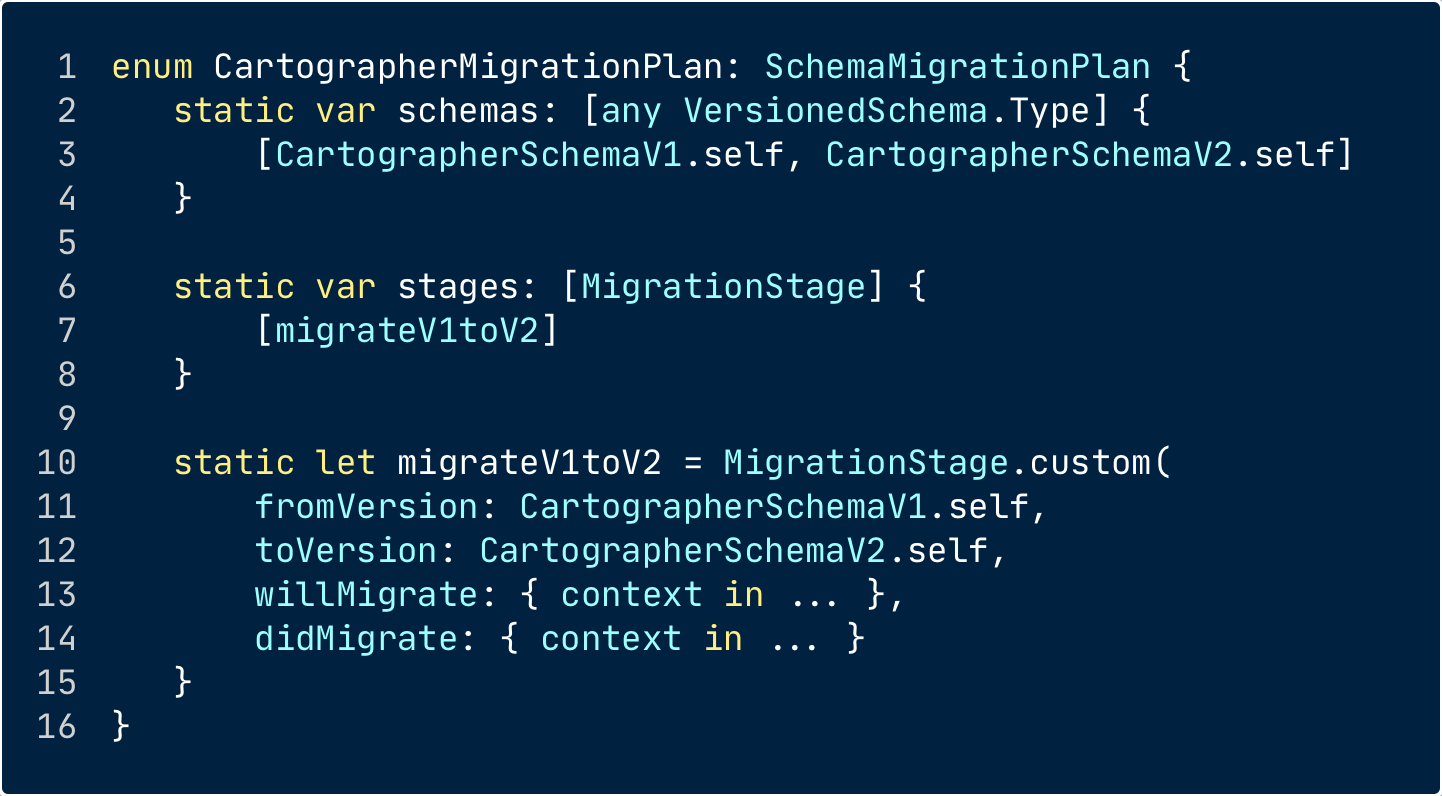 1 enum CartographerMigrationPlan: SchemaMigrationPlan {
2 static var schemas: [any VersionedSchema.Type] {
3 [CartographerSchemaV1.self, CartographerSchemaV2.self]
4 }
5
6 static var stages: [MigrationStage] {
7 [migrateV1toV2]
8 }
9
10 static let migrateV1toV2 = MigrationStage.custom(
11 fromVersion: CartographerSchemaV1.self,
12 toVersion: CartographerSchemaV2.self,
13 willMigrate: { context in ... },
14 didMigrate: { context in ... }
15 }
16 }